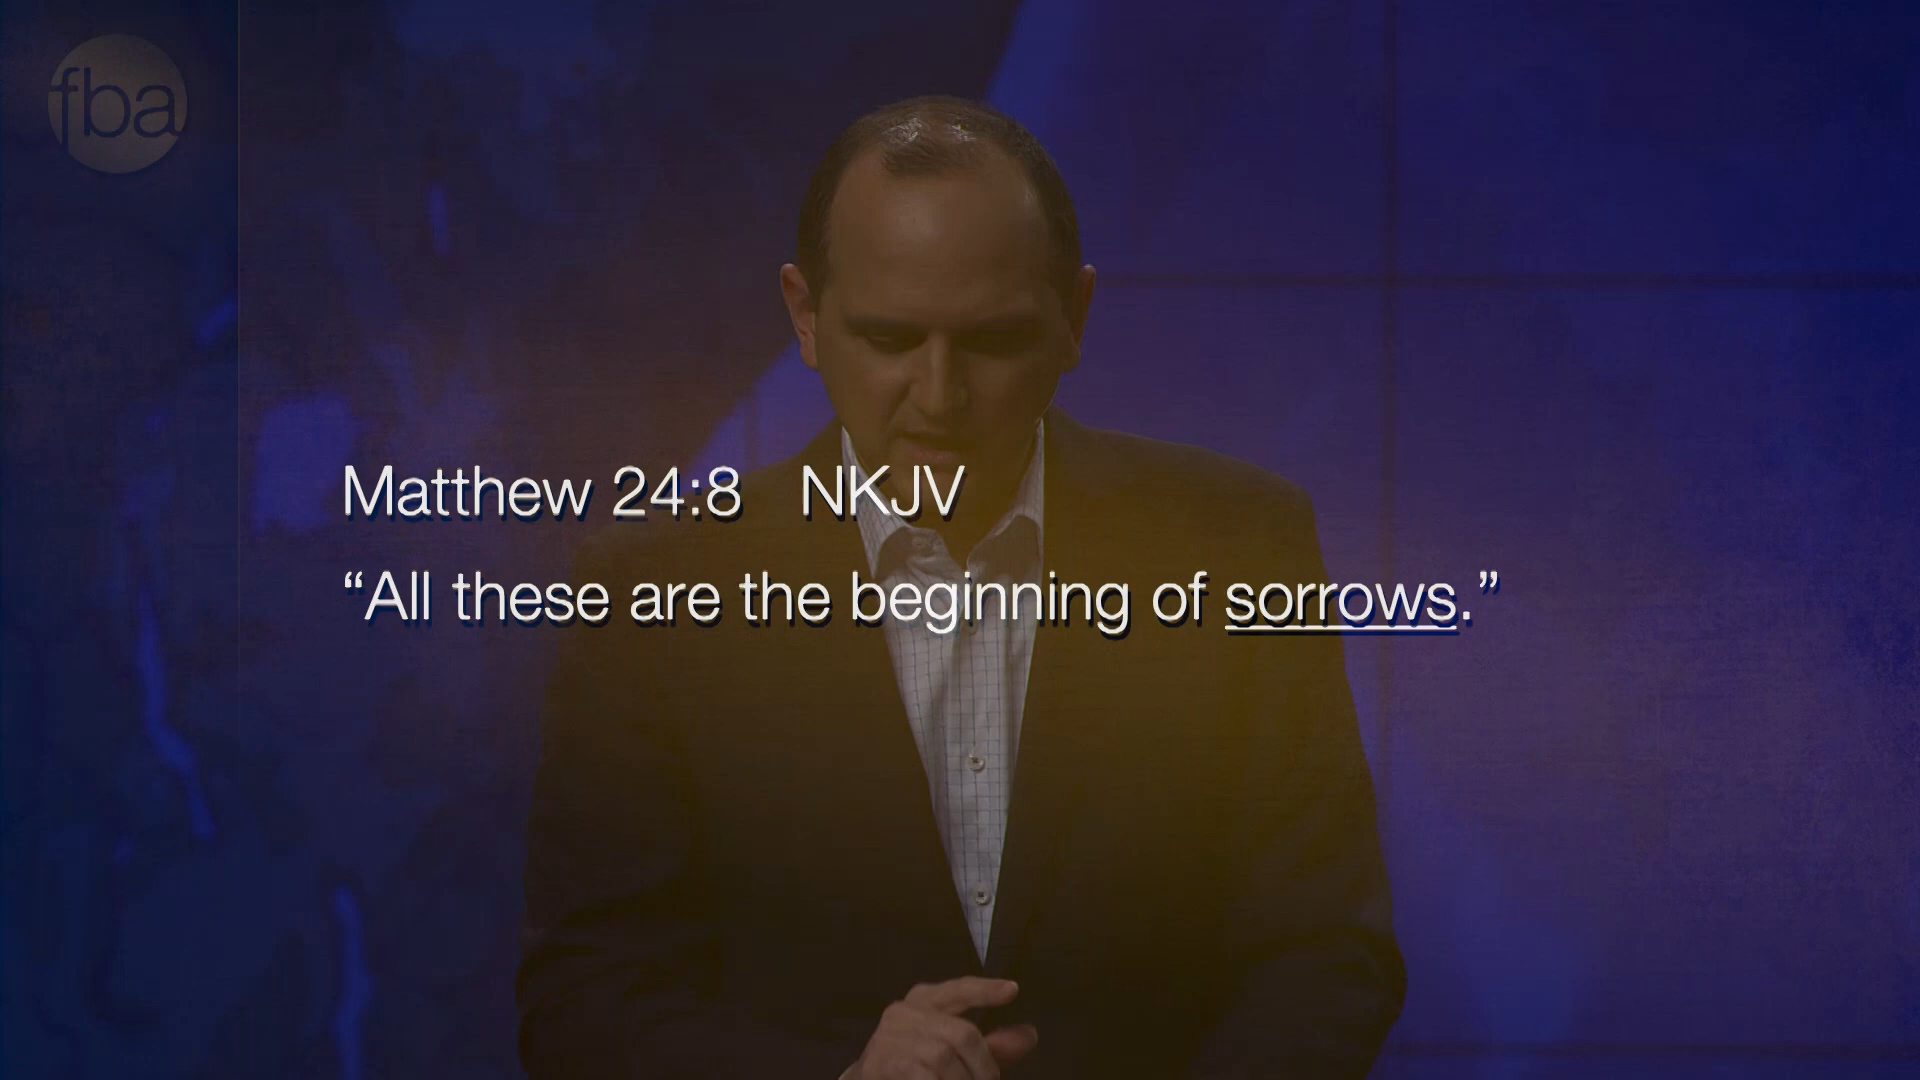 fba
Matthew 24:8 NKJV
“All these are the beginning of sorrows.”